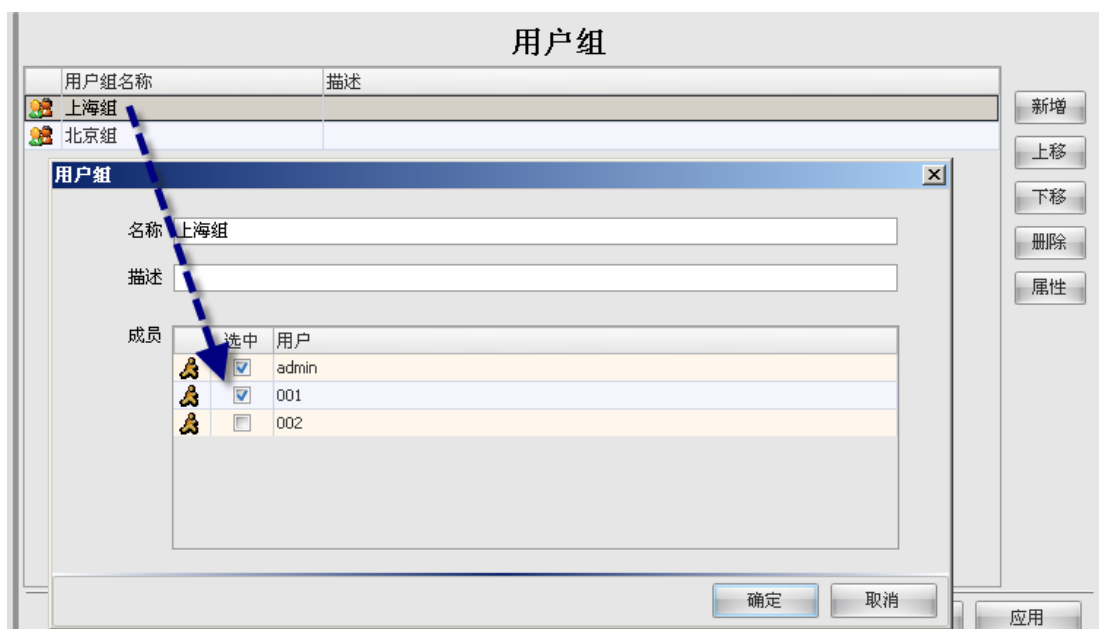 用户组
用户组名称 描述
上海组
北京组
新增
上移
下移
删除
属性
用户组
名称 上海组
描述
成员
选中 用户
admin
001
002
确定 取消
应用